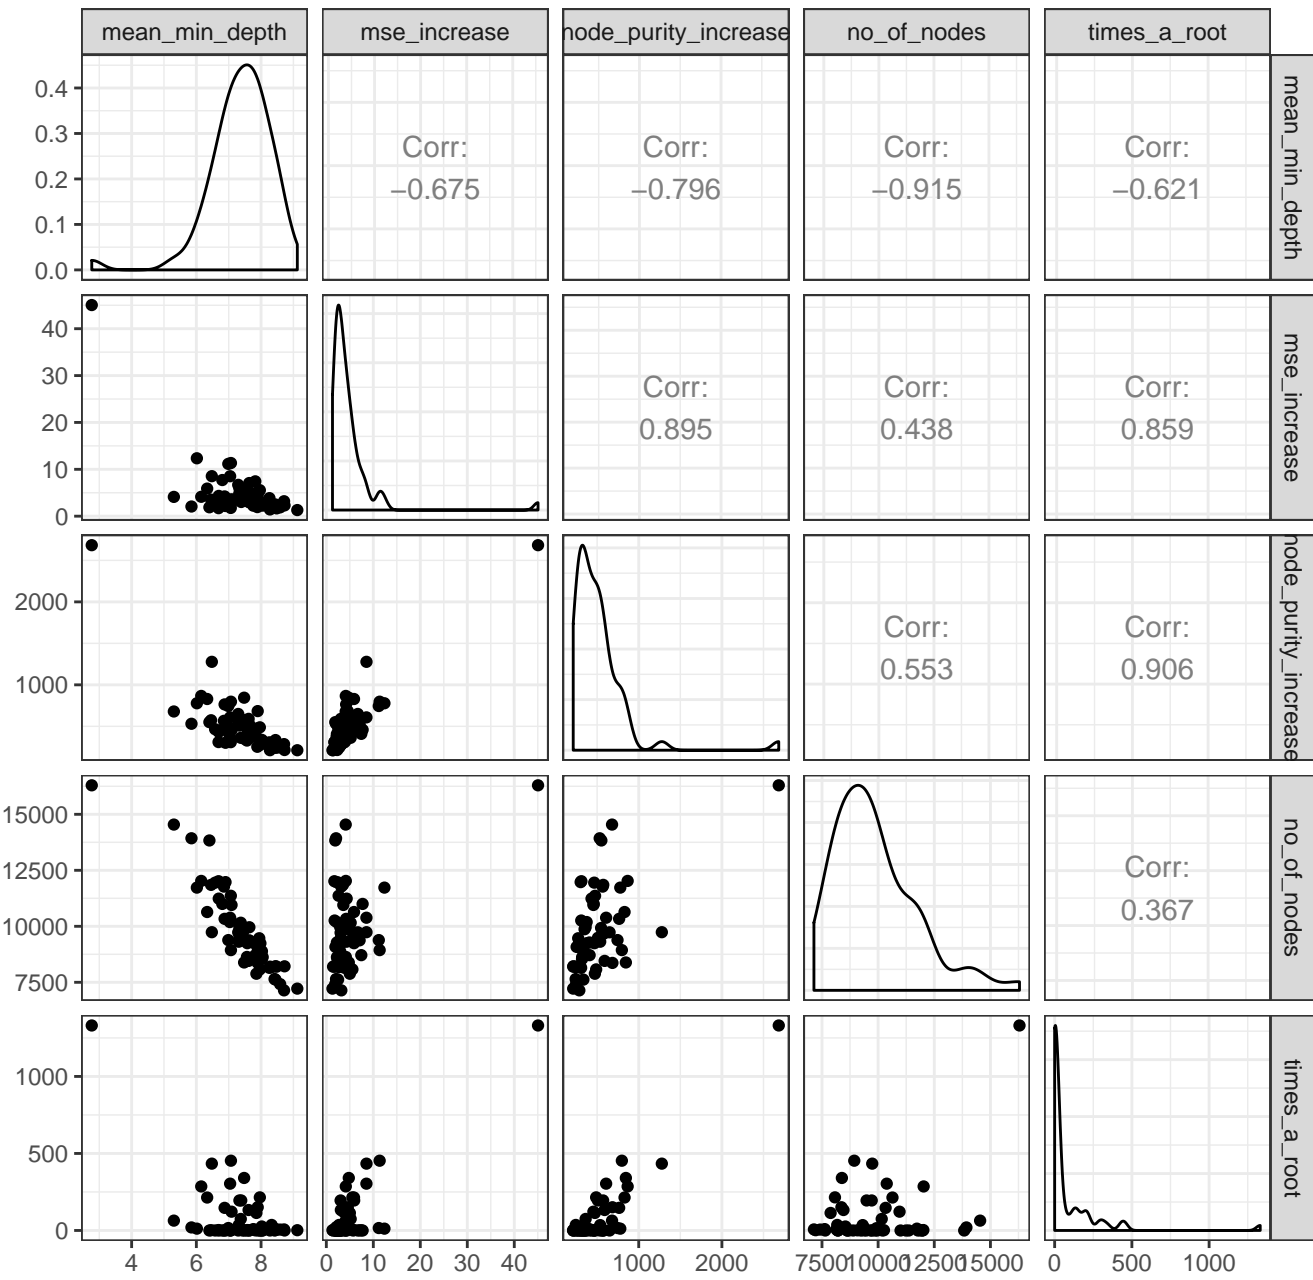 mean_min_depth
mse_increase
node_purity_increase
no_of_nodes
times_a_root
0.4
0.3
0.2
0.1
0.0
Corr:
−0.675
Corr:
−0.796
Corr:
−0.915
Corr:
−0.621
mean_min_depth
40
30
20
10
0
Corr:
0.895
Corr:
0.438
Corr:
0.859
mse_increase
2000
1000
Corr:
0.553
Corr:
0.906
node_purity_increase
15000
12500
10000
7500
Corr:
0.367
no_of_nodes
1000
500
0
times_a_root
4 6 8
0 10 20 30 40
1000 2000
7500 10000 12500 15000
0 500 1000